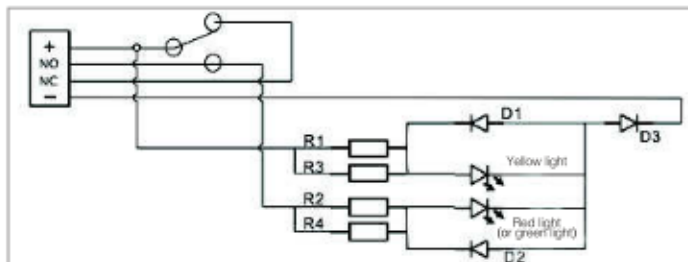 +
NO
NC
−
R1
D1
D3
R3
Yellow light
R2
Red light
(or green light)
R4
D2